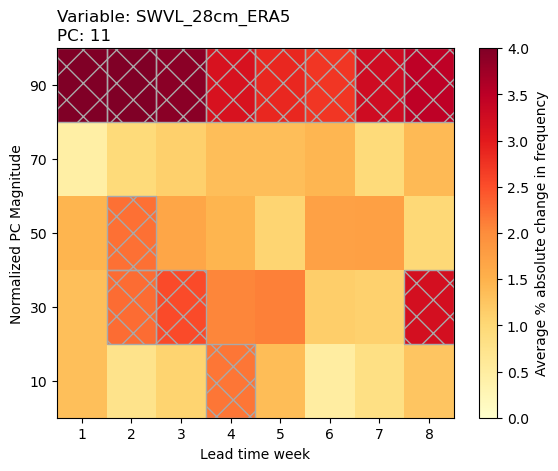 Variable: SWVL_28cm_ERA5
PC: 11
Normalized PC Magnitude
90
70
50
30
10
1 2 3 4 5 6 7 8
Lead time week
4.0
3.5
3.0
2.5
2.0
1.5
1.0
0.5
0.0
Average % absolute change in frequency